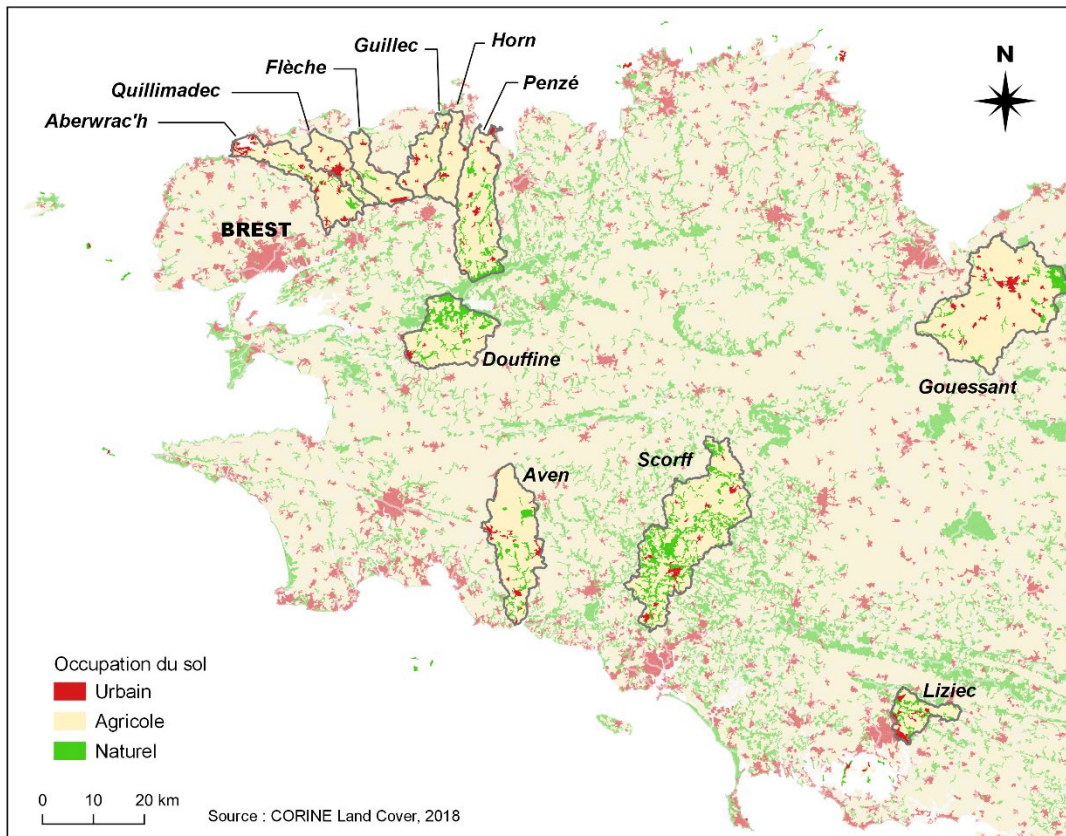 Guillec
Horn
Flèche
Penzé
Quillimadec
Aberwrac'h
N
BREST
Douffine
Gouessant
Scorff
Aven
Liziec
Occupation du sol
Urbain
Agricole
Naturel
0 10 20 km
Source : CORINE Land Cover, 2018